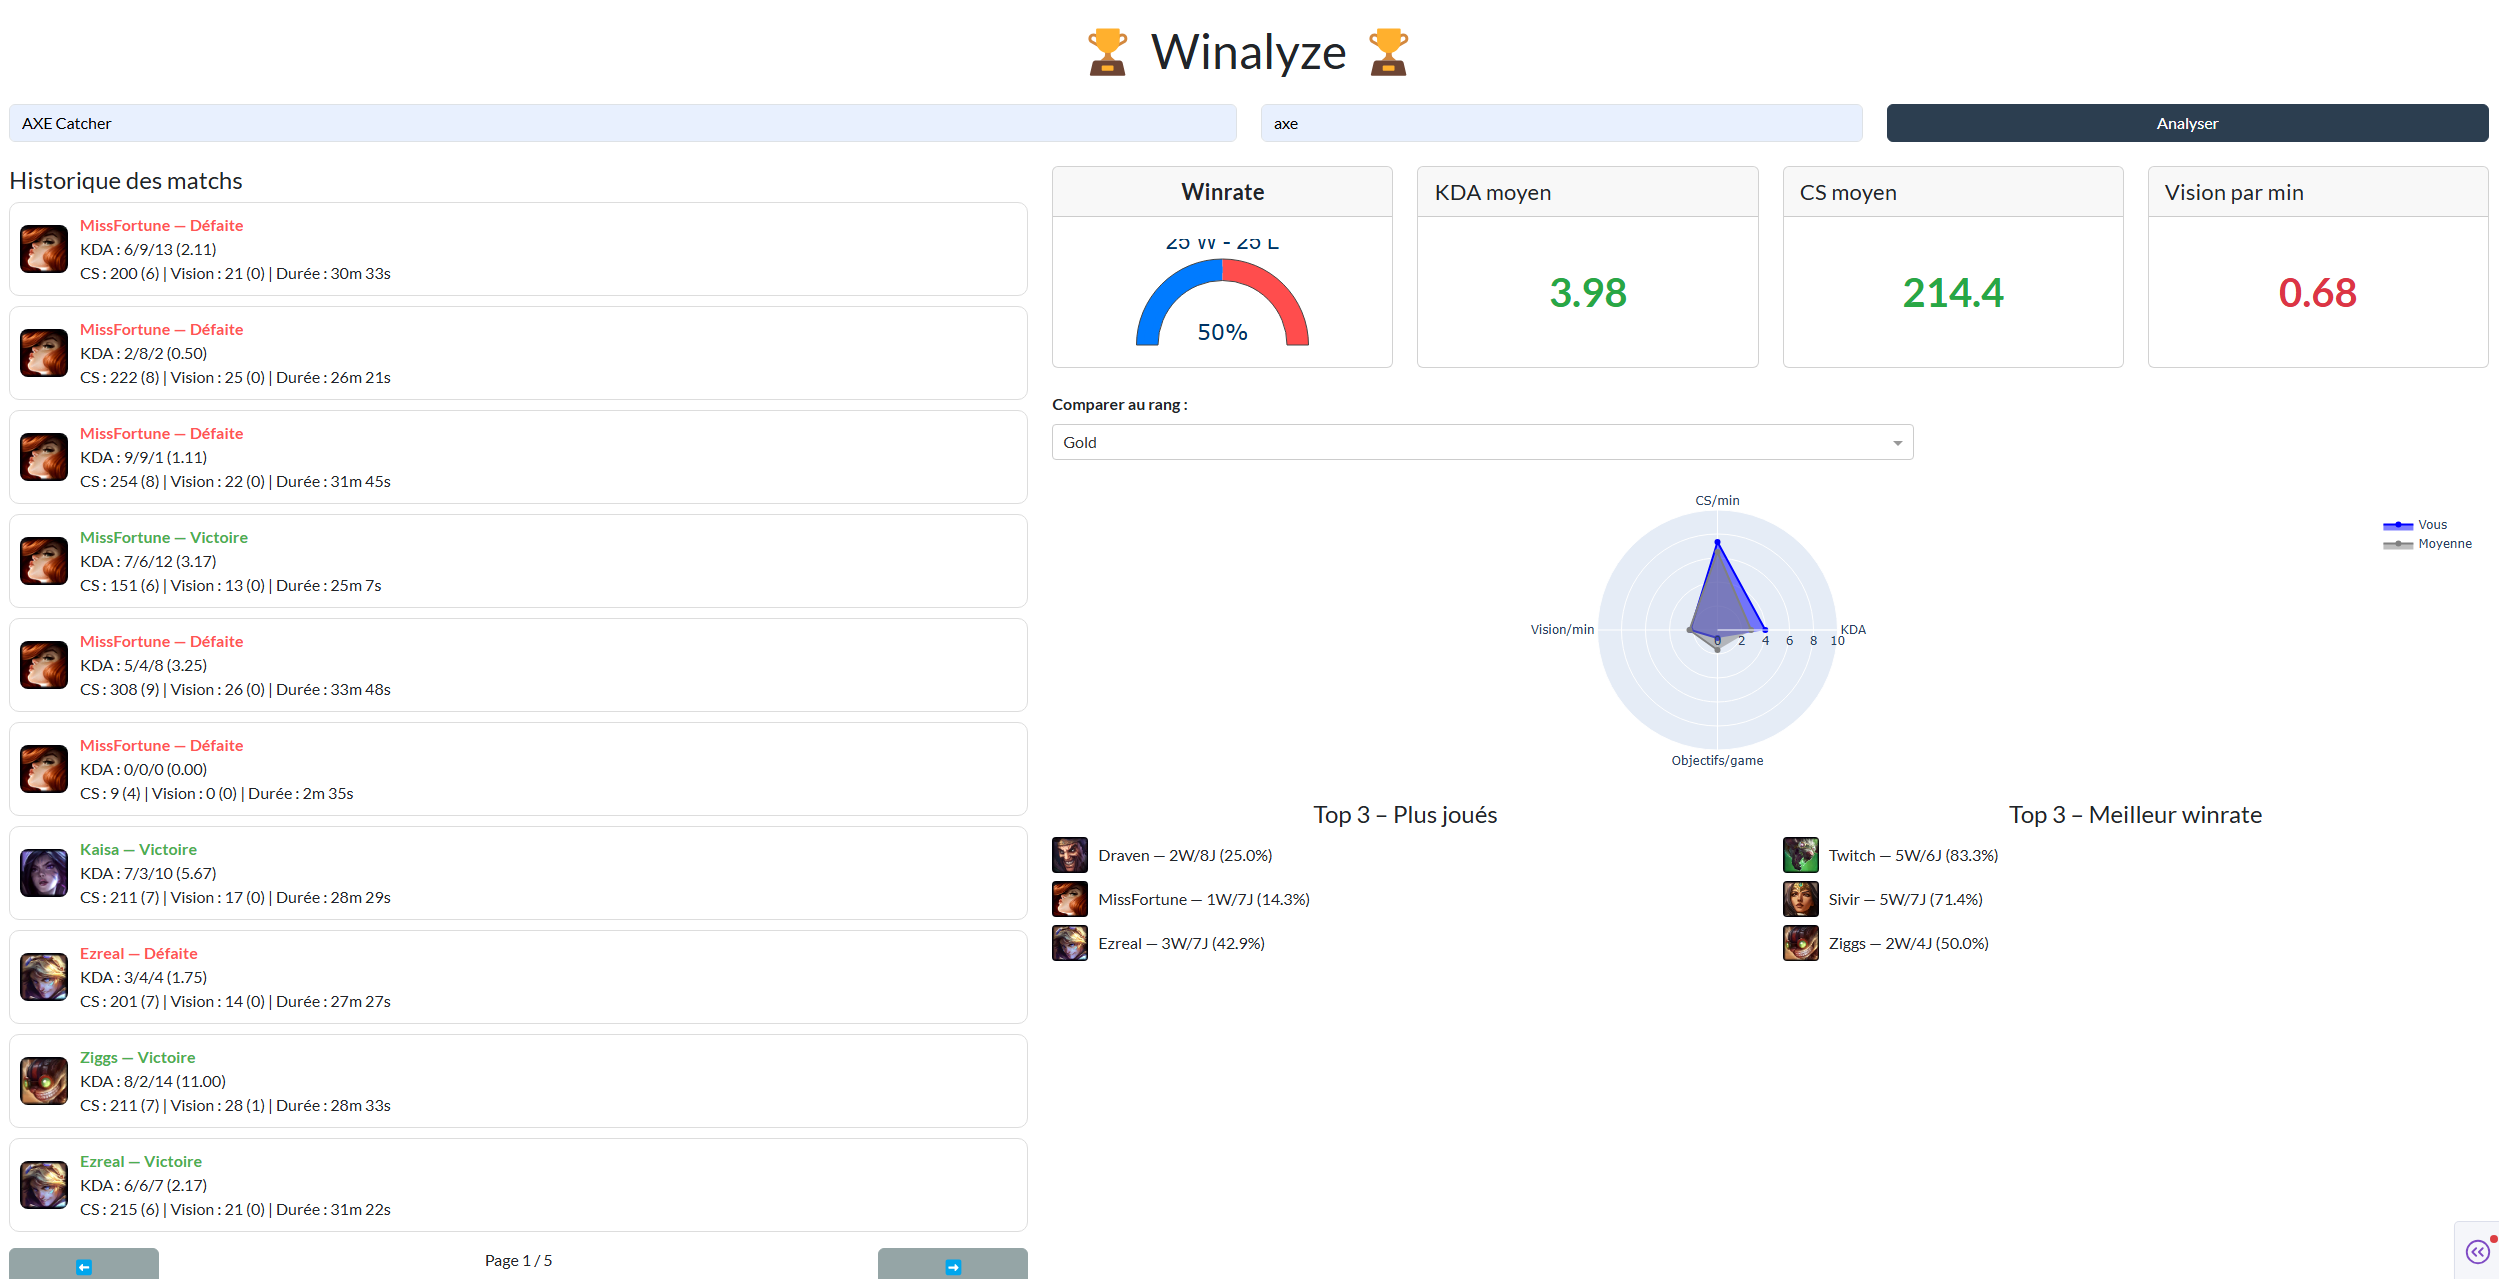 Winalyze
AXE Catcher
axe
Analyser
Historique des matchs
MissFortune — Défaite
KDA : 6/9/13 (2.11)
CS : 200 (6) | Vision : 21 (0) | Durée : 30m 33s
MissFortune — Défaite
KDA : 2/8/2 (0.50)
CS : 222 (8) | Vision : 25 (0) | Durée : 26m 21s
MissFortune — Défaite
KDA : 9/9/1 (1.11)
CS : 254 (8) | Vision : 22 (0) | Durée : 31m 45s
MissFortune — Victoire
KDA : 7/6/12 (3.17)
CS : 151 (6) | Vision : 13 (0) | Durée : 25m 7s
MissFortune — Défaite
KDA : 5/4/8 (3.25)
CS : 308 (9) | Vision : 26 (0) | Durée : 33m 48s
MissFortune — Défaite
KDA : 0/0/0 (0.00)
CS : 9 (4) | Vision : 0 (0) | Durée : 2m 35s
Kaisa — Victoire
KDA : 7/3/10 (5.67)
CS : 211 (7) | Vision : 17 (0) | Durée : 28m 29s
Ezreal — Défaite
KDA : 3/4/4 (1.75)
CS : 201 (7) | Vision : 14 (0) | Durée : 27m 27s
Ziggs — Victoire
KDA : 8/2/14 (11.00)
CS : 211 (7) | Vision : 28 (1) | Durée : 28m 33s
Ezreal — Victoire
KDA : 6/6/7 (2.17)
CS : 215 (6) | Vision : 21 (0) | Durée : 31m 22s
Page 1 / 5
Winrate
25 W - 25 L
50%
KDA moyen
3.98
CS moyen
214.4
Vision par min
0.68
Comparer au rang :
Gold
CS/min
Vous
Moyenne
Vision/min
KDA
0 2 4 6 8 10
Objectifs/game
Top 3 – Plus joués
Draven — 2W/8J (25.0%)
MissFortune — 1W/7J (14.3%)
Ezreal — 3W/7J (42.9%)
Top 3 – Meilleur winrate
Twitch — 5W/6J (83.3%)
Sivir — 5W/7J (71.4%)
Ziggs — 2W/4J (50.0%)